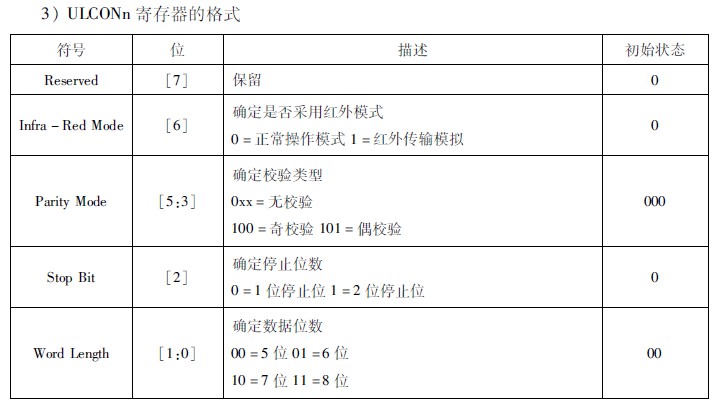 3) ULCONn 寄存器的格式
符号 位 描述 初始状态
Reserved [7] 保留 0
Infra-Red Mode [6] 确定是否采用红外模式 0
0=正常操作模式 1=红外传输模拟
Parity Mode [5:3] 确定校验类型 000
0xx=无校验
100=奇校验 101=偶校验
Stop Bit [2] 确定停止位数 0
0=1 位停止位 1=2 位停止位
Word Length [1:0] 确定数据位数 00
00=5 位 01=6 位
10=7 位 11=8 位